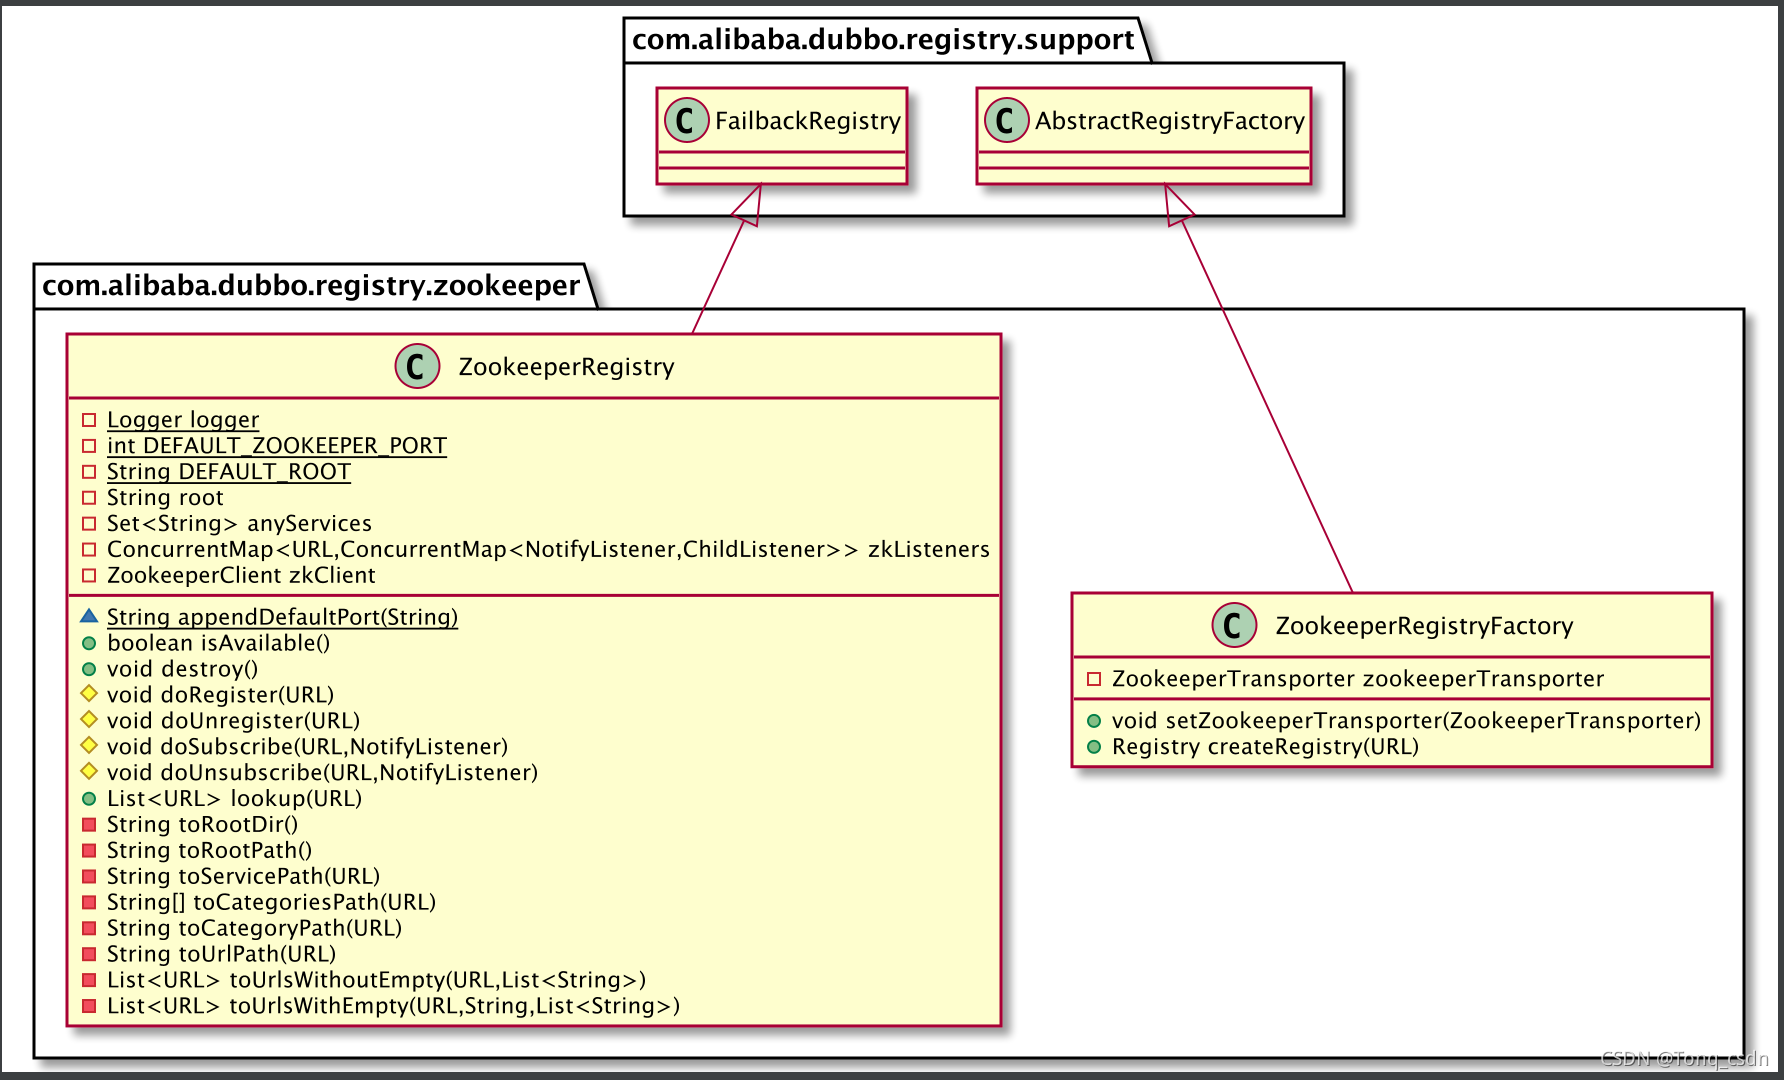 com.alibaba.dubbo.registry.support
C FailbackRegistry
C AbstractRegistryFactory
com.alibaba.dubbo.registry.zookeeper
C ZookeeperRegistry
Logger logger
int DEFAULT_ZOOKEEPER_PORT
String DEFAULT_ROOT
String root
Set<String> anyServices
ConcurrentMap<URL,ConcurrentMap<NotifyListener,ChildListener>> zkListeners
ZookeeperClient zkClient
String appendDefaultPort(String)
boolean isAvailable()
void destroy()
void doRegister(URL)
void doUnregister(URL)
void doSubscribe(URL,NotifyListener)
void doUnsubscribe(URL,NotifyListener)
List<URL> lookup(URL)
String toRootDir()
String toRootPath()
String toServicePath(URL)
String[] toCategoriesPath(URL)
String toCategoryPath(URL)
String toUrlPath(URL)
List<URL> toUrlsWithoutEmpty(URL,List<String>)
List<URL> toUrlsWithEmpty(URL,String,List<String>)
C ZookeeperRegistryFactory
ZookeeperTransporter zookeeperTransporter
void setZookeeperTransporter(ZookeeperTransporter)
Registry createRegistry(URL)
CSDN @Tong_csdn